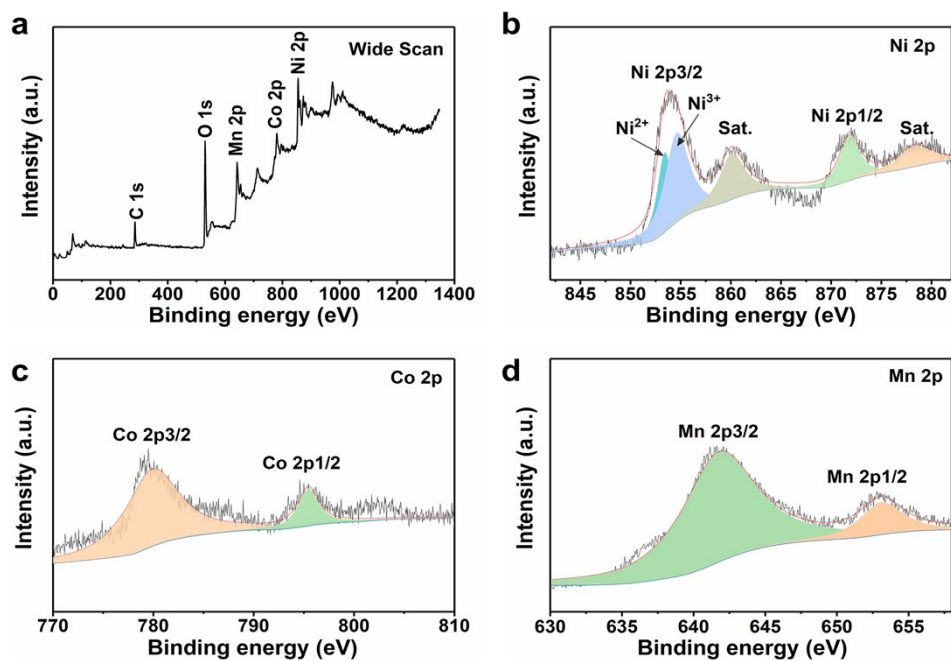 a
Wide Scan
C 1s
O 1s
Mn 2p
Co 2p
Ni 2p
Intensity (a.u.)
0 200 400 600 800 1000 1200 1400
Binding energy (eV)
b
Ni 2p
Ni 2p3/2
Ni²⁺
Ni³⁺
Sat.
Ni 2p1/2
Sat.
Intensity (a.u.)
845 850 855 860 865 870 875 880
Binding energy (eV)
c
Co 2p
Co 2p3/2
Co 2p1/2
Intensity (a.u.)
770 780 790 800 810
Binding energy (eV)
d
Mn 2p
Mn 2p3/2
Mn 2p1/2
Intensity (a.u.)
630 635 640 645 650 655
Binding energy (eV)